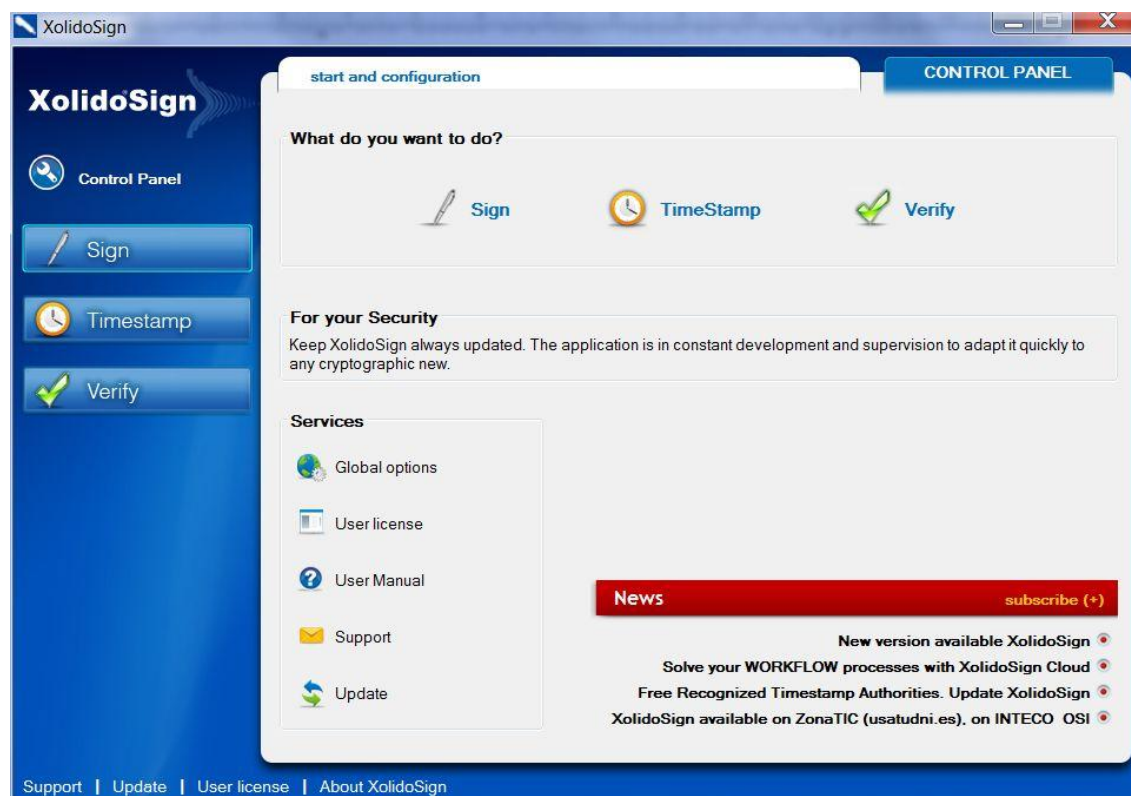 XolidoSign
XolidoSign
Control Panel
Sign
Timestamp
Verify
start and configuration
CONTROL PANEL
What do you want to do?
Sign
TimeStamp
Verify
For your Security
Keep XolidoSign always updated. The application is in constant development and supervision to adapt it quickly to
any cryptographic new.
Services
Global options
User license
User Manual
Support
Update
News
subscribe (+)
New version available XolidoSign
Solve your WORKFLOW processes with XolidoSign Cloud
Free Recognized Timestamp Authorities. Update XolidoSign
XolidoSign available on ZonaTIC (usatudni.es), on INTECO OSI
Support | Update | User license | About XolidoSign